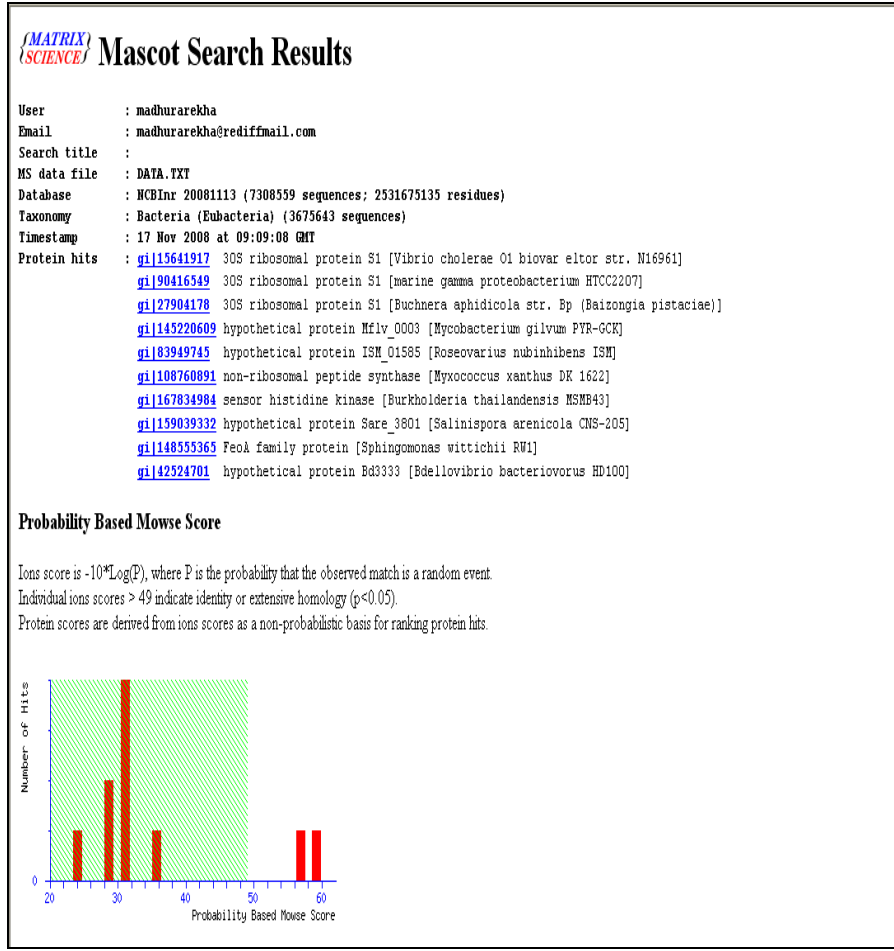 {MATRIX}
{SCIENCE} Mascot Search Results
User : madhurarekha
Email : madhurarekha@rediffmail.com
Search title :
MS data file : DATA.TXT
Database : NCBInr 20081113 (7308559 sequences; 2531675135 residues)
Taxonomy : Bacteria (Eubacteria) (3675643 sequences)
Timestamp : 17 Nov 2008 at 09:09:08 GMT
Protein hits : gi|15641917 30S ribosomal protein S1 [Vibrio cholerae O1 biovar eltor str. N16961]
gi|90416549 30S ribosomal protein S1 [marine gamma proteobacterium HTCC2207]
gi|27904178 30S ribosomal protein S1 [Buchnera aphidicola str. Bp (Baizongia pistaciae)]
gi|145220609 hypothetical protein Mflv_0003 [Mycobacterium gilvum PYR-GCK]
gi|83949745 hypothetical protein ISM_01585 [Roseovarius nubinhibens ISM]
gi|108760891 non-ribosomal peptide synthase [Myxococcus xanthus DK 1622]
gi|167834984 sensor histidine kinase [Burkholderia thailandensis MSMB43]
gi|159039332 hypothetical protein Sare_3801 [Salinispora arenicola CNS-205]
gi|148555365 FeoA family protein [Sphingomonas wittichii RW1]
gi|42524701 hypothetical protein Bd3333 [Bdellovibrio bacteriovorus HD100]
Probability Based Mowse Score
Ions score is -10*Log(P), where P is the probability that the observed match is a random event.
Individual ions scores > 49 indicate identity or extensive homology (p<0.05).
Protein scores are derived from ions scores as a non-probabilistic basis for ranking protein hits.
Number of Hits
0
20 30 40 50 60
Probability Based Mowse Score